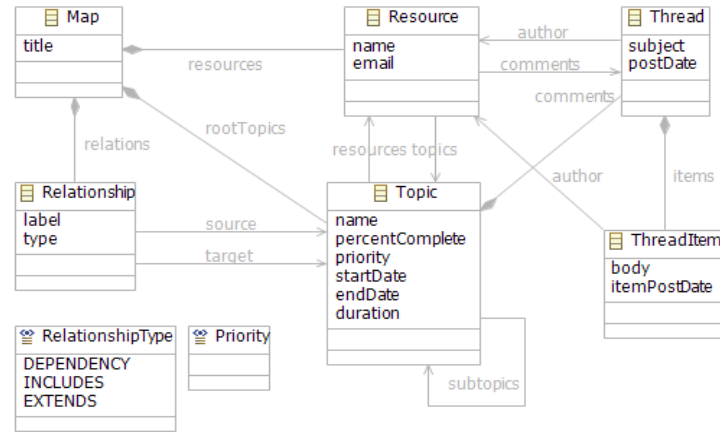 Map
title
Resource
name
email
Thread
subject
postDate
author
comments
resources
comments
rootTopics
relations
resources
topics
author
items
Relationship
label
type
source
target
Topic
name
percentComplete
priority
startDate
endDate
duration
ThreadItem
body
itemPostDate
RelationshipType
DEPENDENCY
INCLUDES
EXTENDS
Priority
subtopics